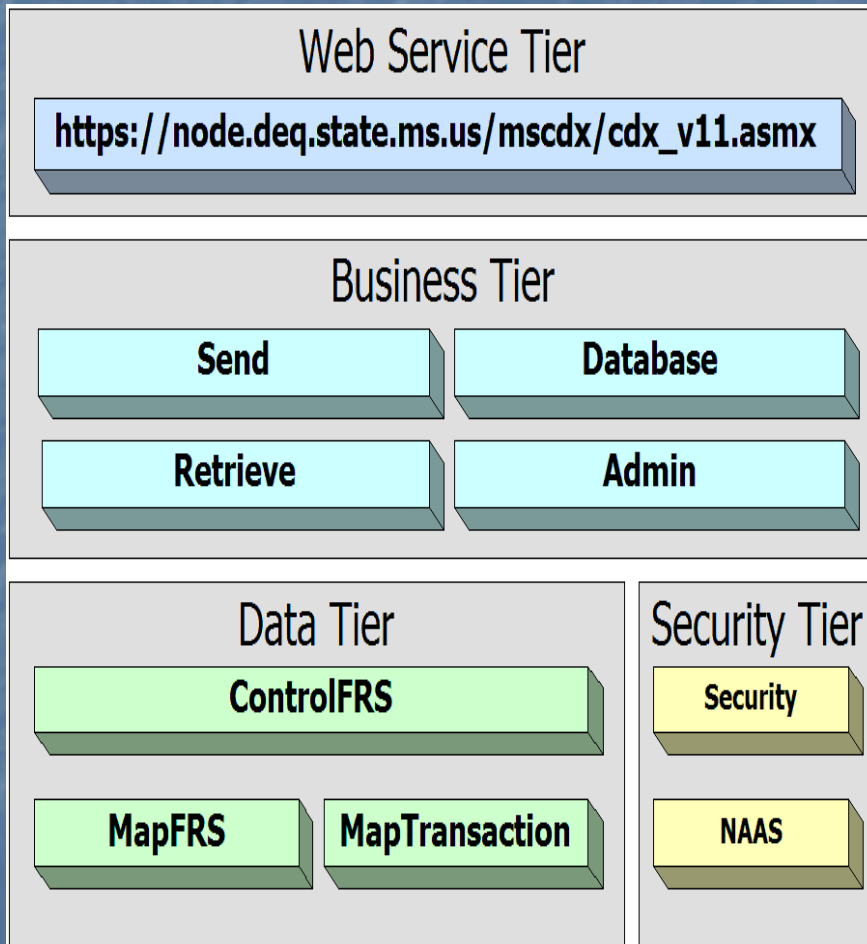 Web Service Tier
https://node.deq.state.ms.us/mscdx/cdx_v11.asmx
Business Tier
Send
Database
Retrieve
Admin
Data Tier
ControlFRS
MapFRS
MapTransaction
Security Tier
Security
NAAS